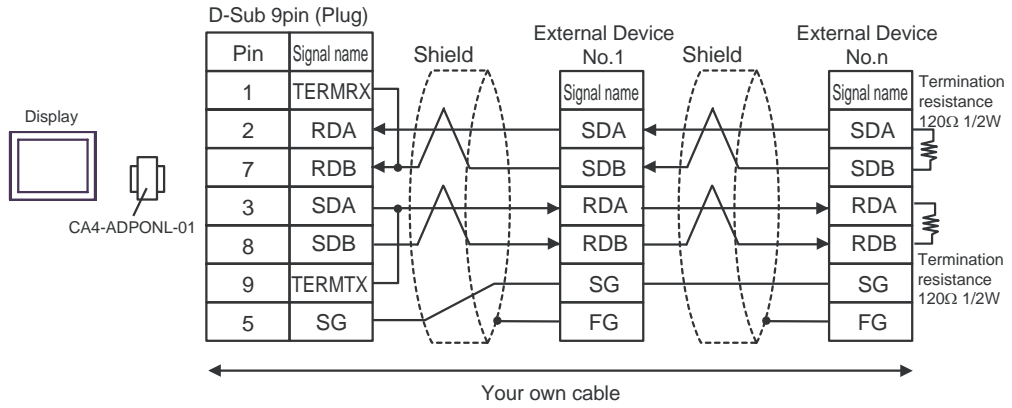 D-Sub 9pin (Plug)
Pin
Signal name
1
TERMRX
2
RDA
7
RDB
3
SDA
8
SDB
9
TERMTX
5
SG
Shield
External Device
No.1
Signal name
SDA
SDB
RDA
RDB
SG
FG
Shield
External Device
No.n
Signal name
SDA
SDB
RDA
RDB
SG
FG
Termination
resistance
120Ω 1/2W
Termination
resistance
120Ω 1/2W
Display
CA4-ADPONL-01
Your own cable